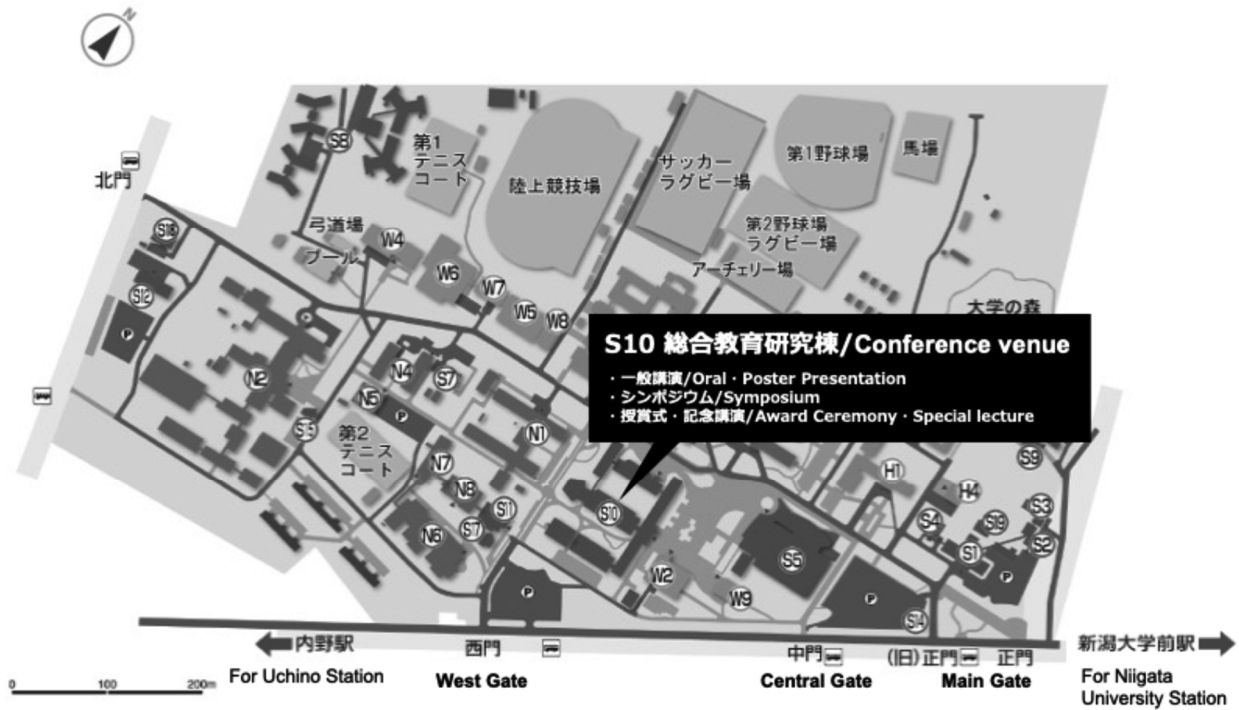 N
S8
第1
テニス
コート
陸上競技場
サッカー
ラグビー場
第1野球場
馬場
北門
S13
弓道場
プール
W4
W6
第2野球場
ラグビー場
アーチェリー場
W7
W5
W8
大学の森
S12
P
S10 総合教育研究棟/Conference venue
・一般講演/Oral・Poster Presentation
・シンポジウム/Symposium
・授賞式・記念講演/Award Ceremony・Special lecture
N2
N4
S7
N5
P
N1
第2
テニス
コート
N7
N8
S11
S17
N6
S10
H1
H4
S9
S3
S4
S19
S2
S1
P
S5
W2
W9
P
P
S14
内野駅
西門
中門
(旧)正門
正門
新潟大学前駅
For Uchino Station
West Gate
Central Gate
Main Gate
For Niigata
University Station
0 100 200m